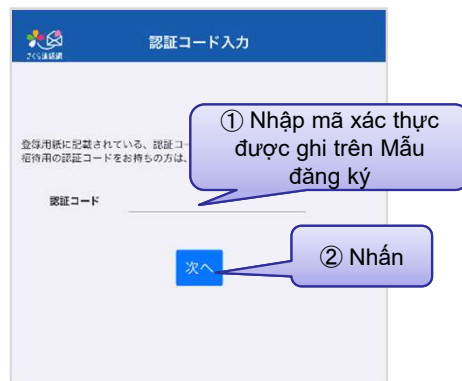 認証コード入力
さくら連絡網
① Nhập mã xác thực
được ghi trên Mẫu
đăng ký
登録用紙に記載されている、認証コー
招待用の認証コードをお持ちの方は、
認証コード
次へ
② Nhấn